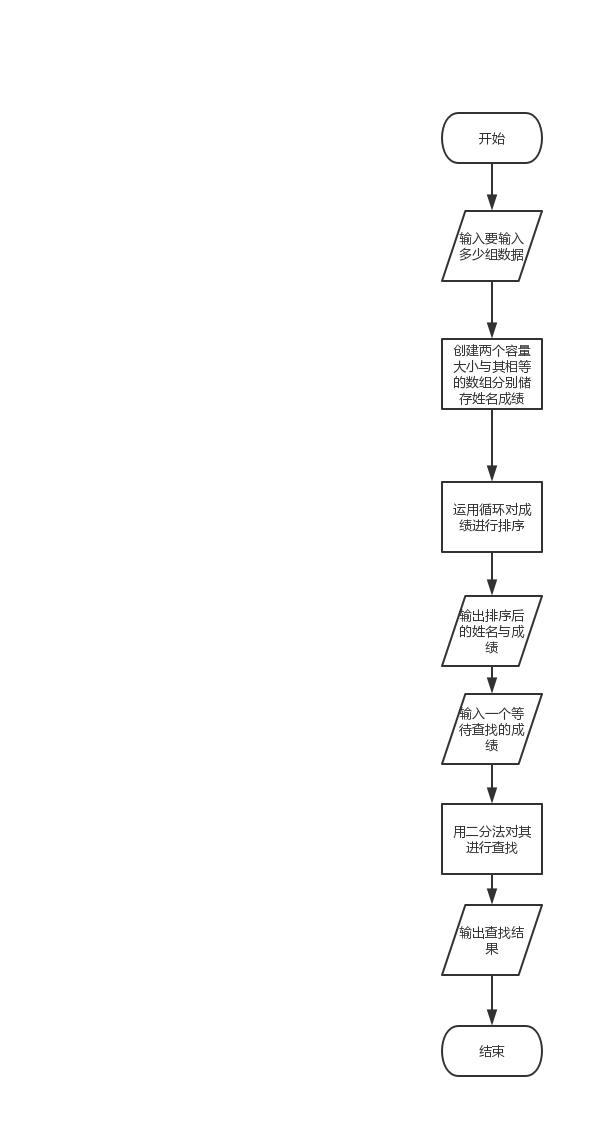 开始
输入要输入
多少组数据
创建两个容量
大小与其相等
的数组分别储
存姓名成绩
运用循环对成
绩进行排序
输出排序后
的姓名与成
绩
输入一个等
待查找的成
绩
用二分法对其
进行查找
输出查找结
果
结束